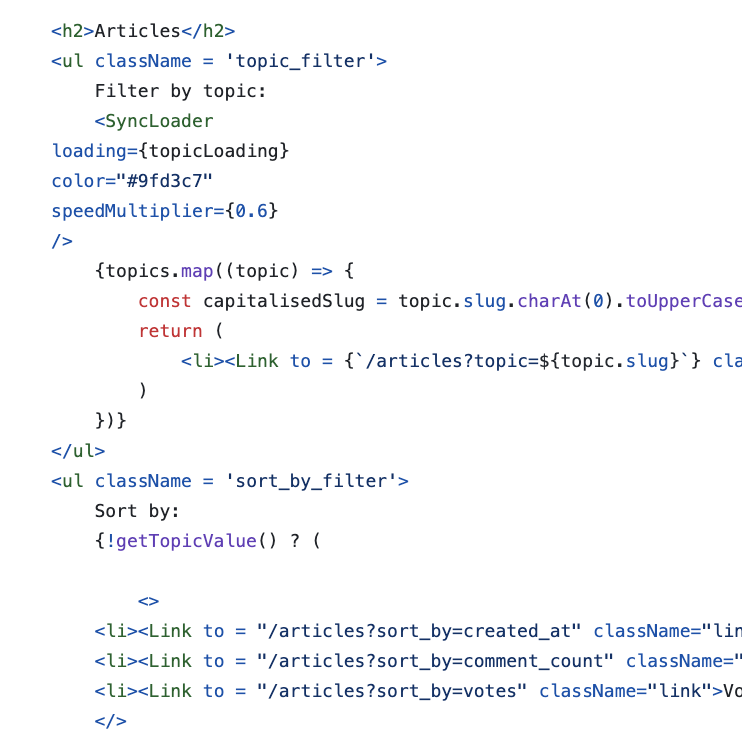 <h2>Articles</h2>
<ul className = 'topic_filter'>
Filter by topic:
<SyncLoader
loading={topicLoading}
color="#9fd3c7"
speedMultiplier={0.6}
/>
{topics.map((topic) => {
const capitalisedSlug = topic.slug.charAt(0).toUpperCase
return (
<li><Link to = {`/articles?topic=${topic.slug}`} cla
)
})}
</ul>
<ul className = 'sort_by_filter'>
Sort by:
{!getTopicValue() ? (
<>
<li><Link to = "/articles?sort_by=created_at" className="lin
<li><Link to = "/articles?sort_by=comment_count" className="
<li><Link to = "/articles?sort_by=votes" className="link">Vo
</>